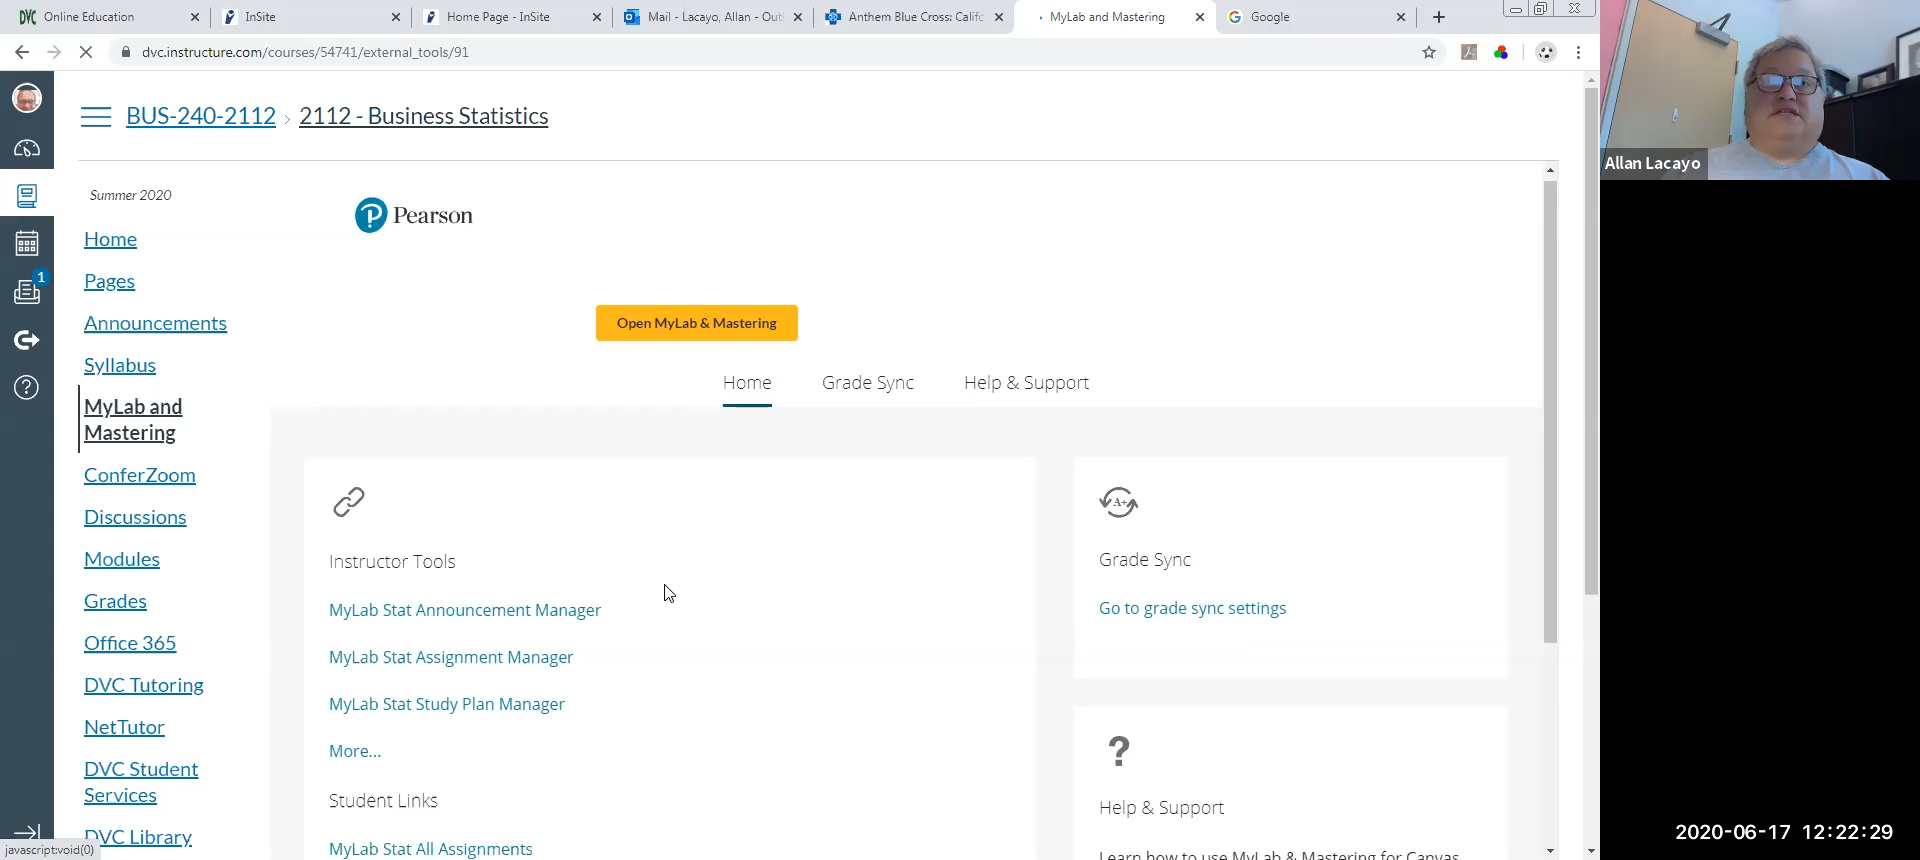 DVC Online Education
InSite
Home Page - InSite
Mail - Lacayo, Allan - Out
Anthem Blue Cross: Califo
MyLab and Mastering
Google
dvc.instructure.com/courses/54741/external_tools/91
BUS-240-2112 › 2112 - Business Statistics
Summer 2020
Home
Pages
Announcements
Syllabus
MyLab and
Mastering
ConferZoom
Discussions
Modules
Grades
Office 365
DVC Tutoring
NetTutor
DVC Student
Services
DVC Library
1
javascript:void(0)
Pearson
Open MyLab & Mastering
Home
Grade Sync
Help & Support
Instructor Tools
MyLab Stat Announcement Manager
MyLab Stat Assignment Manager
MyLab Stat Study Plan Manager
More...
Student Links
MyLab Stat All Assignments
A+
Grade Sync
Go to grade sync settings
?
Help & Support
Learn how to use MyLab & Mastering for Canvas
Allan Lacayo
2020-06-17 12:22:29